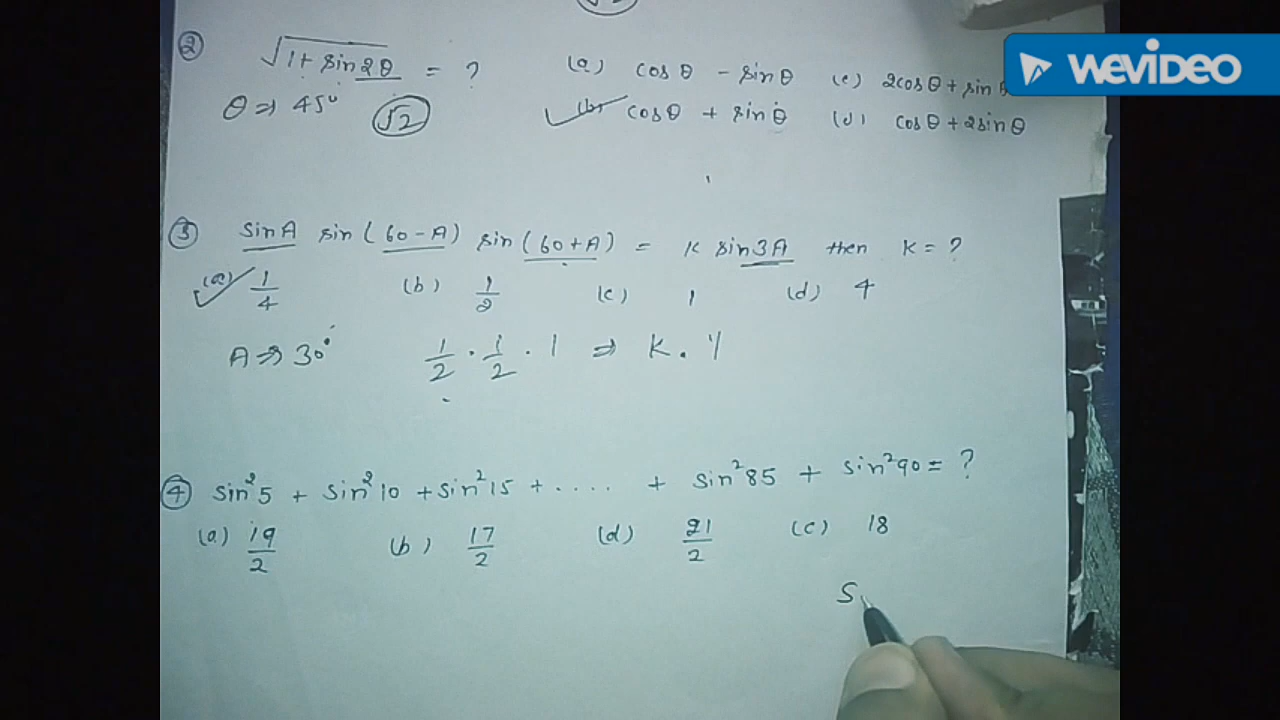 WEVIDEO
② √1+ sin2θ = ? (a) cosθ - sinθ (c) 2cosθ + sinθ
θ ⇒ 45° √2 (b) cosθ + sinθ (d) cosθ + 2sinθ
③ sinA sin(60-A) sin(60+A) = K sin3A then K = ?
(a) 1/4 (b) 1/2 (c) 1 (d) 4
A ⇒ 30° 1/2 · 1/2 · 1 ⇒ K. 1
④ sin²5 + sin²10 + sin²15 + .... + sin²85 + sin²90 = ?
(a) 19/2 (b) 17/2 (d) 21/2 (c) 18
S